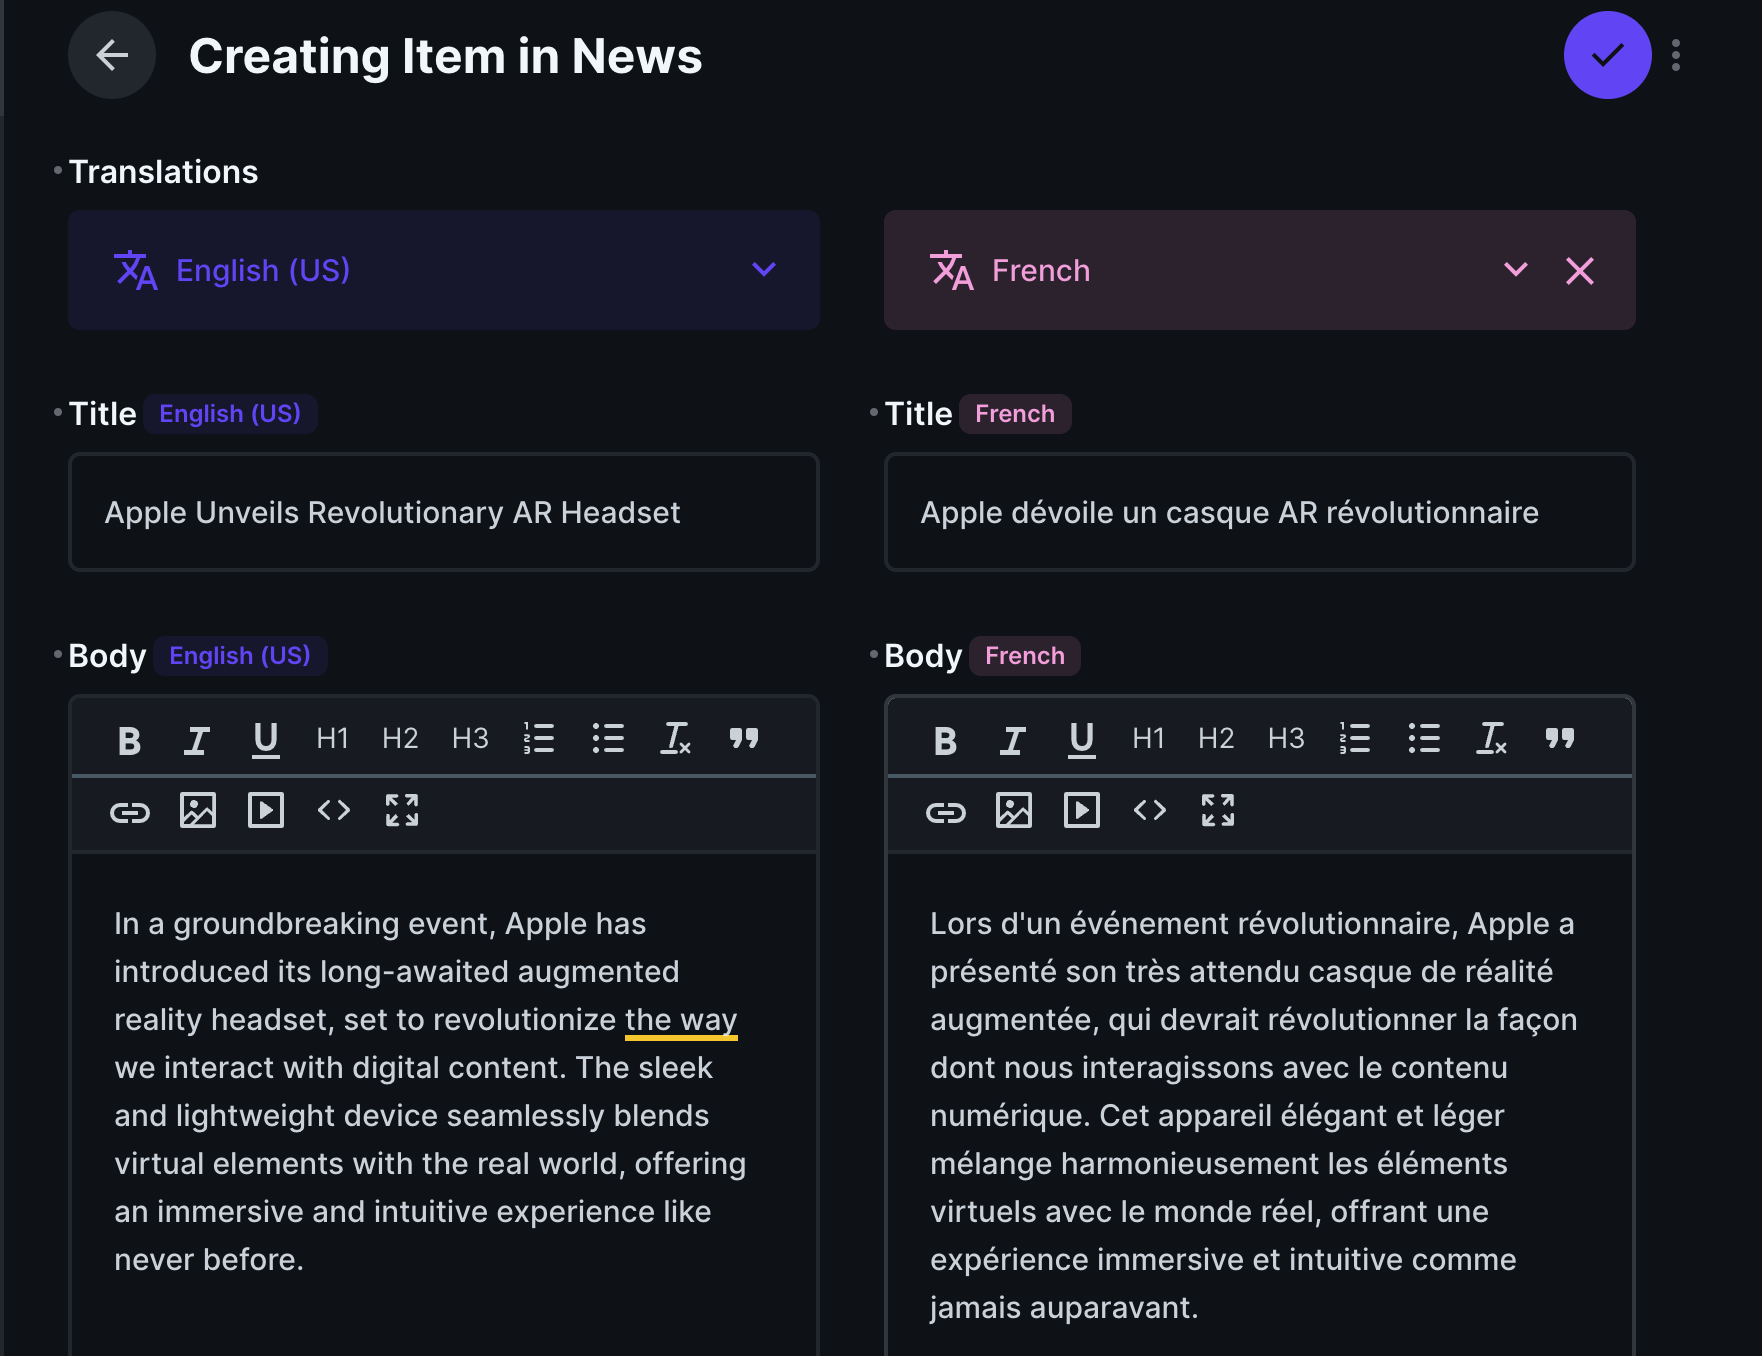 Creating Item in News
Translations
English (US)
French
Title English (US)
Apple Unveils Revolutionary AR Headset
Title French
Apple dévoile un casque AR révolutionnaire
Body English (US)
B I U H1 H2 H3
In a groundbreaking event, Apple has
introduced its long-awaited augmented
reality headset, set to revolutionize the way
we interact with digital content. The sleek
and lightweight device seamlessly blends
virtual elements with the real world, offering
an immersive and intuitive experience like
never before.
Body French
B I U H1 H2 H3
Lors d'un événement révolutionnaire, Apple a
présenté son très attendu casque de réalité
augmentée, qui devrait révolutionner la façon
dont nous interagissons avec le contenu
numérique. Cet appareil élégant et léger
mélange harmonieusement les éléments
virtuels avec le monde réel, offrant une
expérience immersive et intuitive comme
jamais auparavant.